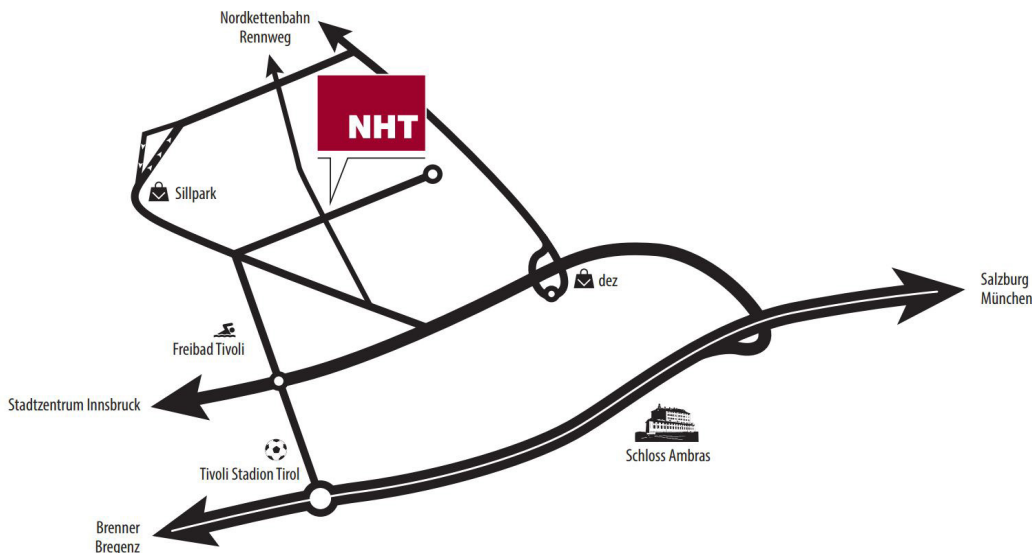 Nordkettenbahn
Rennweg
NHT
Sillpark
dez
Salzburg
München
Freibad Tivoli
Stadtzentrum Innsbruck
Tivoli Stadion Tirol
Schloss Ambras
Brenner
Bregenz